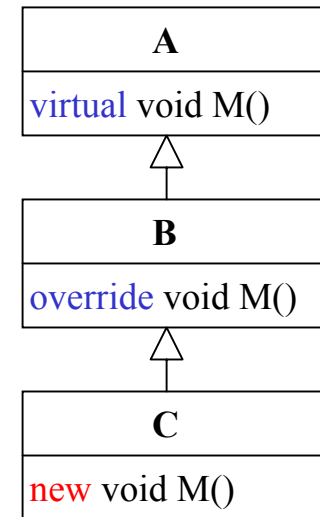 A
virtual void M()
B
override void M()
C
new void M()